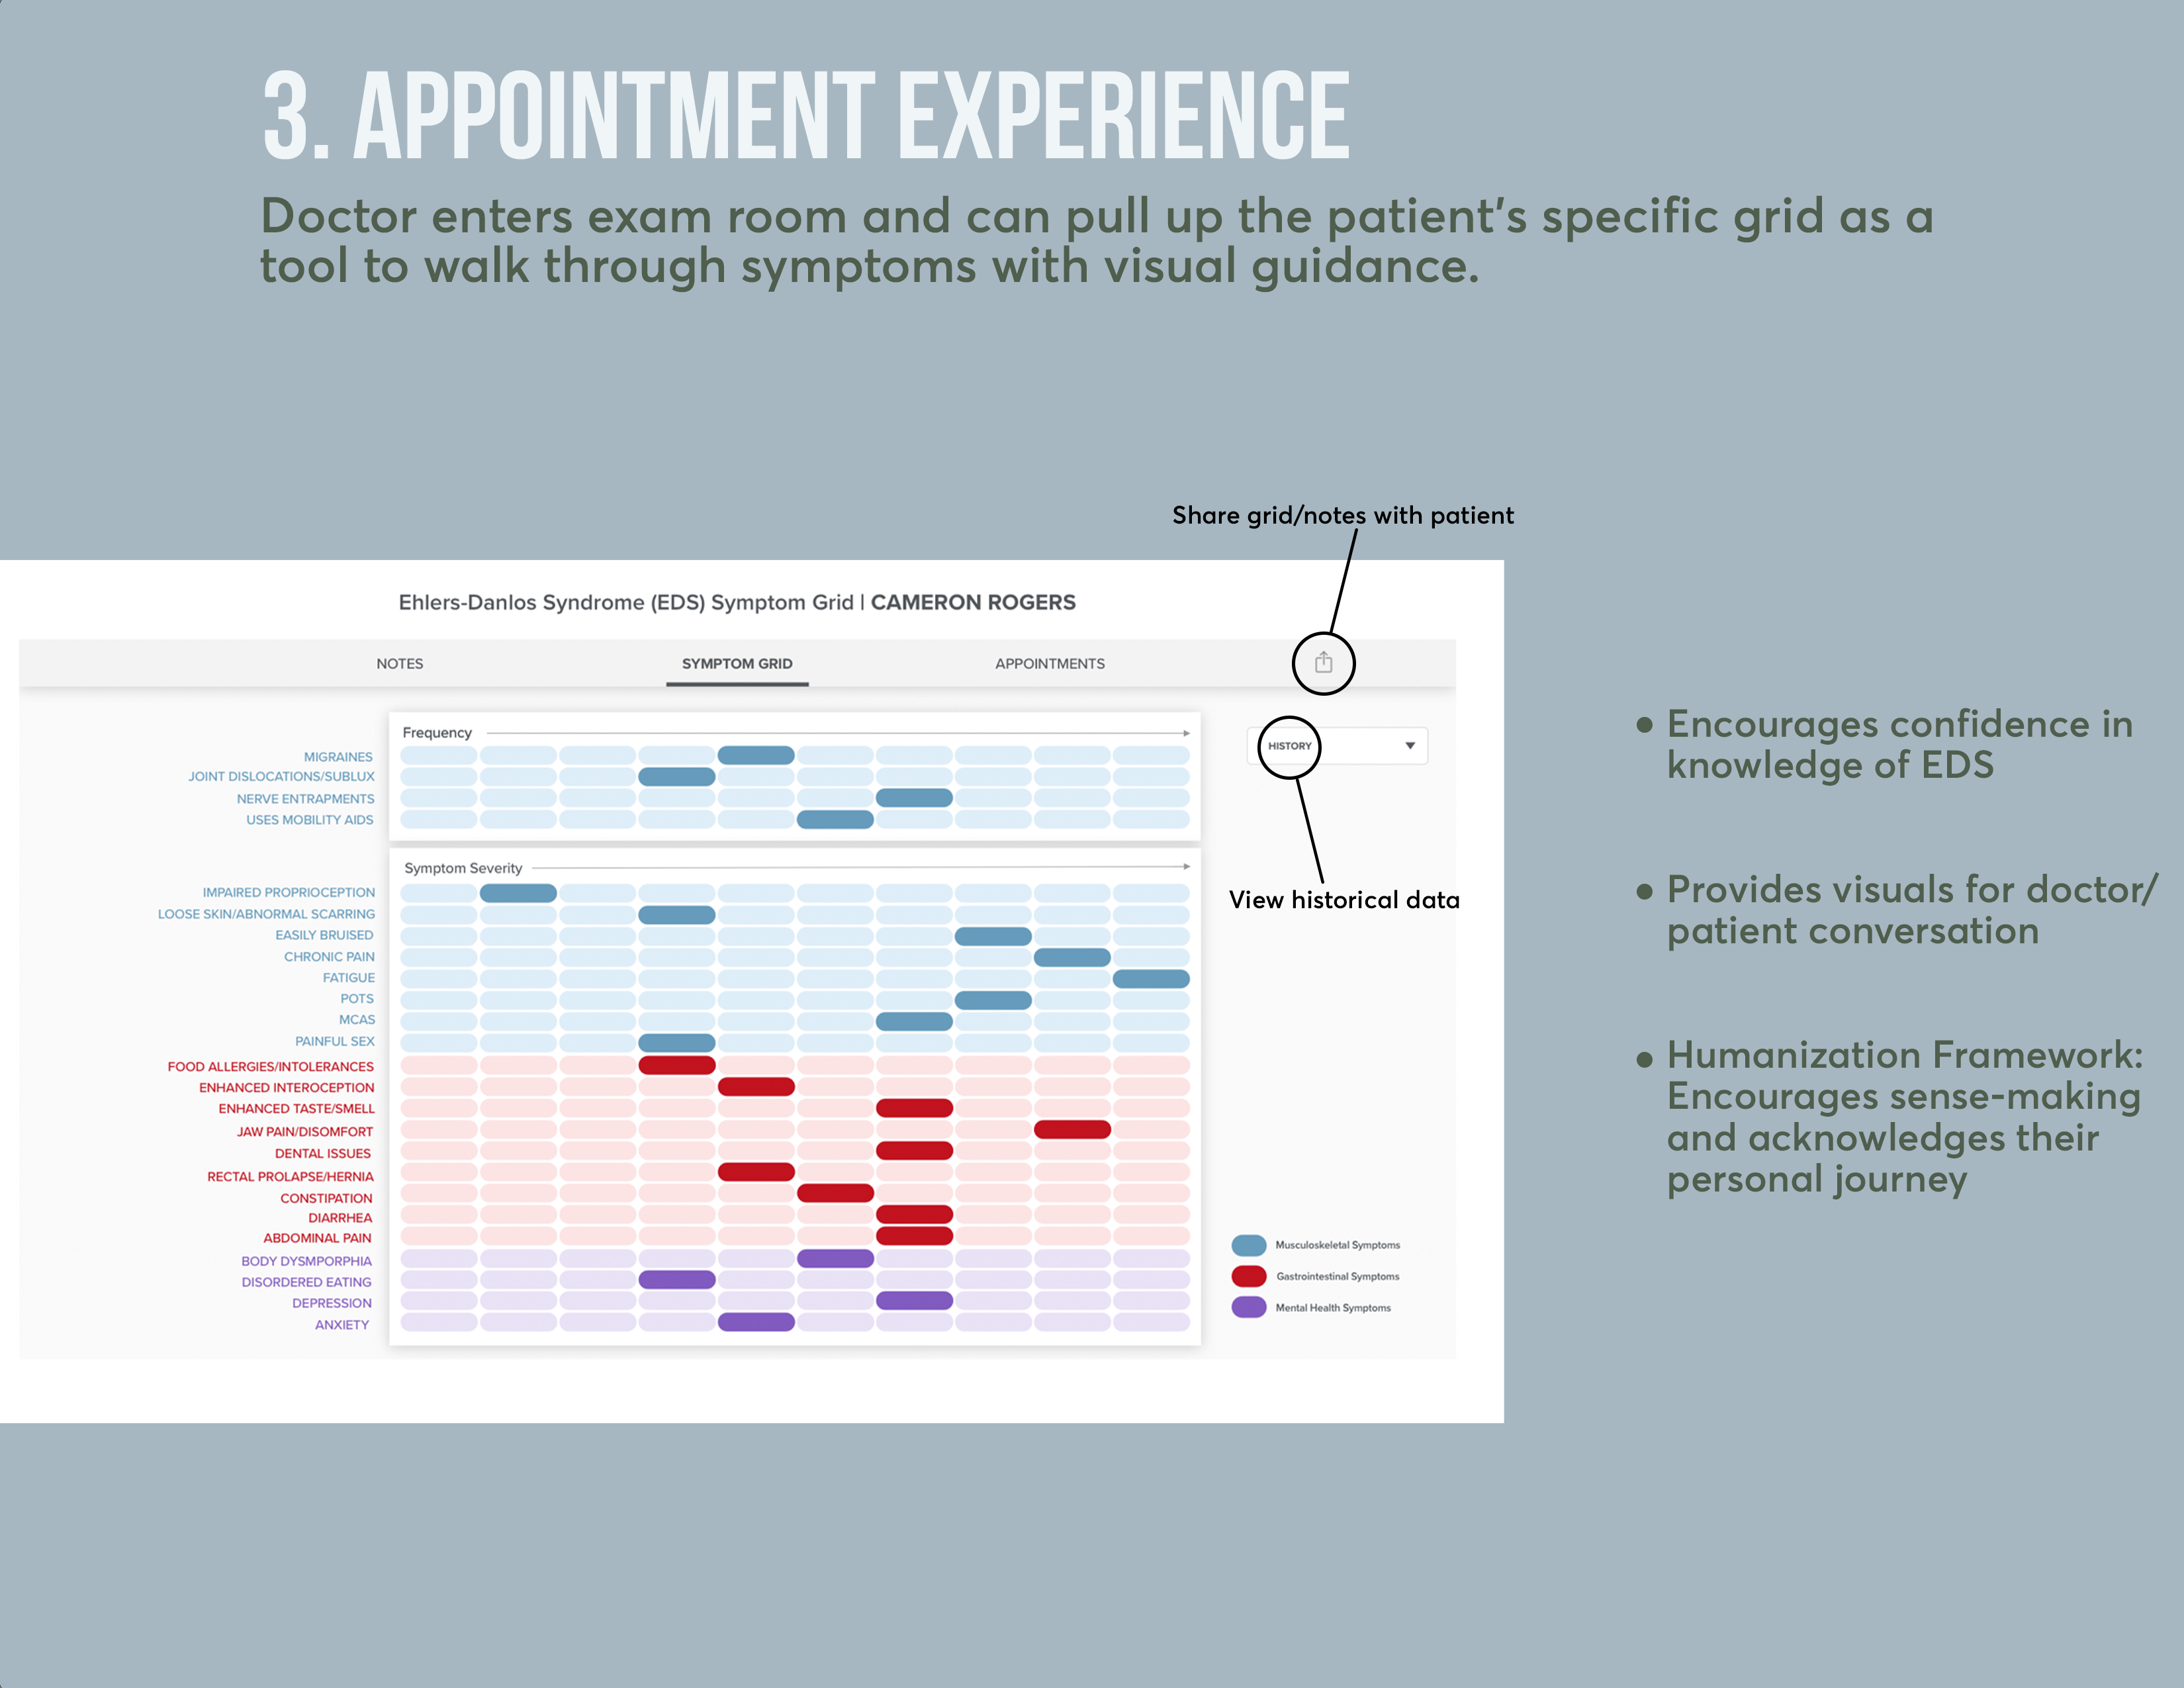 3. APPOINTMENT EXPERIENCE
Doctor enters exam room and can pull up the patient's specific grid as a
tool to walk through symptoms with visual guidance.
Share grid/notes with patient
Ehlers-Danlos Syndrome (EDS) Symptom Grid | CAMERON ROGERS
NOTES
SYMPTOM GRID
APPOINTMENTS
Frequency
HISTORY
MIGRAINES
JOINT DISLOCATIONS/SUBLUX
NERVE ENTRAPMENTS
USES MOBILITY AIDS
View historical data
Symptom Severity
IMPAIRED PROPRIOCEPTION
LOOSE SKIN/ABNORMAL SCARRING
EASILY BRUISED
CHRONIC PAIN
FATIGUE
POTS
MCAS
PAINFUL SEX
FOOD ALLERGIES/INTOLERANCES
ENHANCED INTEROCEPTION
ENHANCED TASTE/SMELL
JAW PAIN/DISOMFORT
DENTAL ISSUES
RECTAL PROLAPSE/HERNIA
CONSTIPATION
DIARRHEA
ABDOMINAL PAIN
BODY DYSMPORPHIA
DISORDERED EATING
DEPRESSION
ANXIETY
Musculoskeletal Symptoms
Gastrointestinal Symptoms
Mental Health Symptoms
• Encourages confidence in
knowledge of EDS
• Provides visuals for doctor/
patient conversation
• Humanization Framework:
Encourages sense-making
and acknowledges their
personal journey